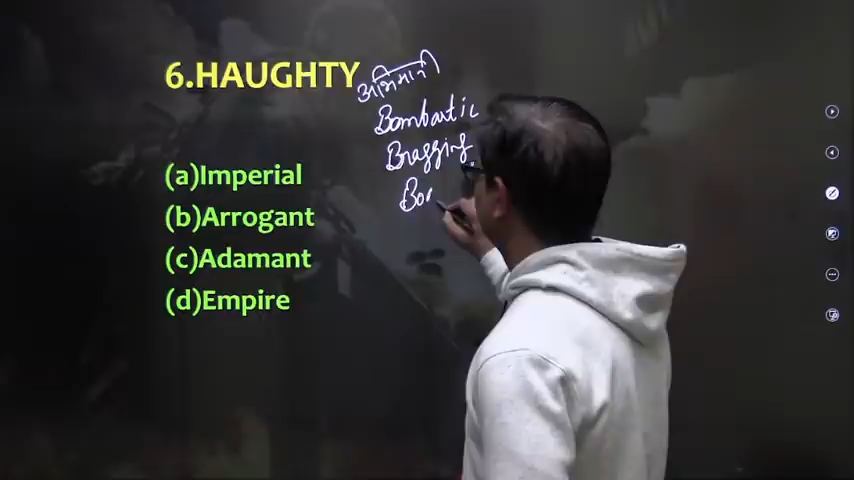 6.HAUGHTY
अभिमानी
Bombastic
Bragging
(a)Imperial
(b)Arrogant
(c)Adamant
(d)Empire